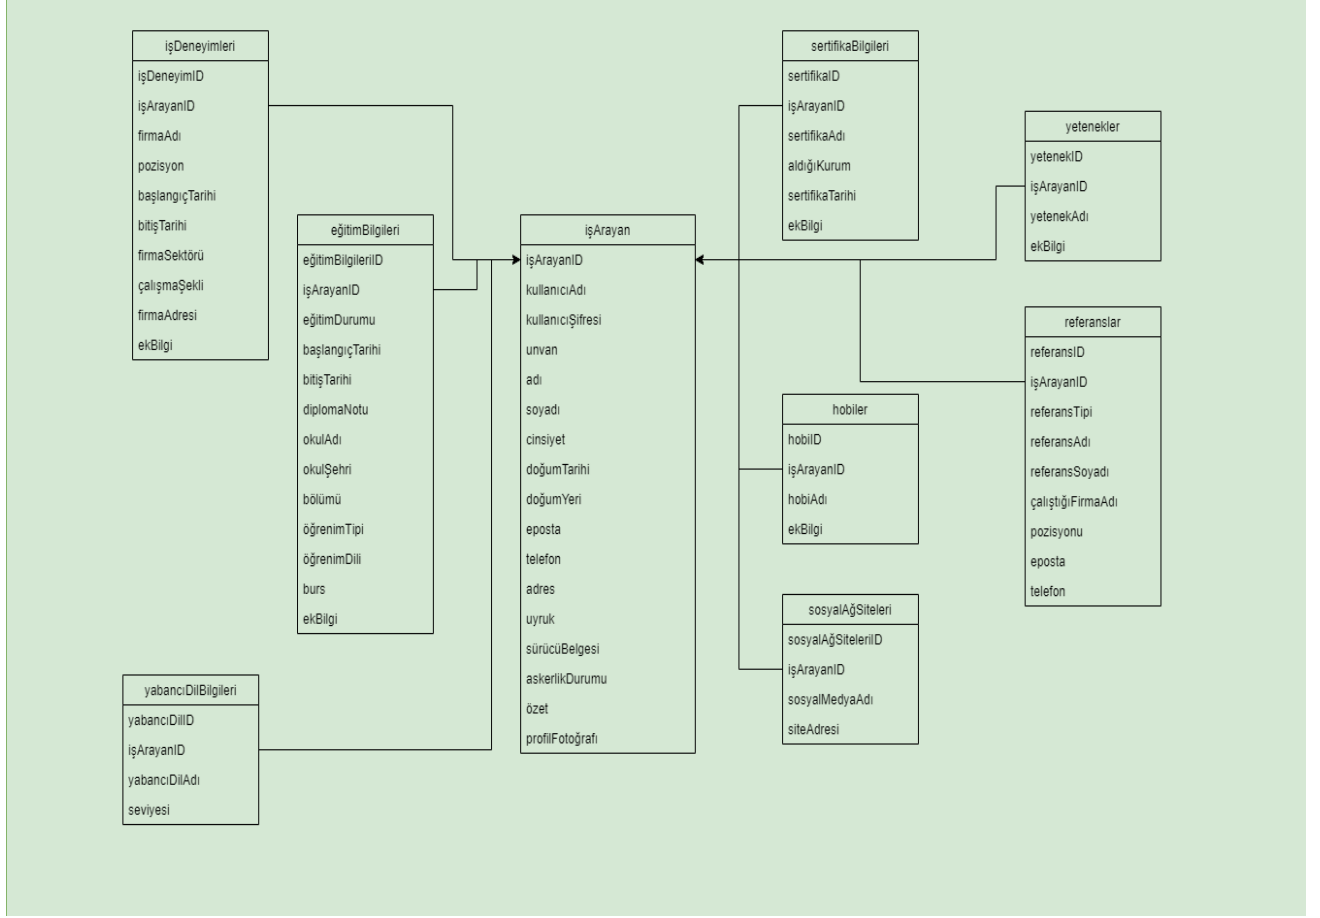 işDeneyimleri
işDeneyimID
işArayanID
firmaAdı
pozisyon
başlangıçTarihi
bitişTarihi
firmaSektörü
çalışmaŞekli
firmaAdresi
ekBilgi
eğitimBilgileri
eğitimBilgileriID
işArayanID
eğitimDurumu
başlangıçTarihi
bitişTarihi
diplomaNotu
okulAdı
okulŞehri
bölümü
öğrenimTipi
öğrenimDili
burs
ekBilgi
yabancıDilBilgileri
yabancıDilID
işArayanID
yabancıDilAdı
seviyesi
işArayan
işArayanID
kullanıcıAdı
kullanıcıŞifresi
unvan
adı
soyadı
cinsiyet
doğumTarihi
doğumYeri
eposta
telefon
adres
uyruk
sürücüBelgesi
askerlikDurumu
özet
profilFotoğrafı
sertifikaBilgileri
sertifikaID
işArayanID
sertifikaAdı
aldığıKurum
sertifikaTarihi
ekBilgi
hobiler
hobiID
işArayanID
hobiAdı
ekBilgi
sosyalAğSiteleri
sosyalAğSiteleriID
işArayanID
sosyalMedyaAdı
siteAdresi
yetenekler
yetenekID
işArayanID
yetenekAdı
ekBilgi
referanslar
referansID
işArayanID
referansTipi
referansAdı
referansSoyadı
çalıştığıFirmaAdı
pozisyonu
eposta
telefon